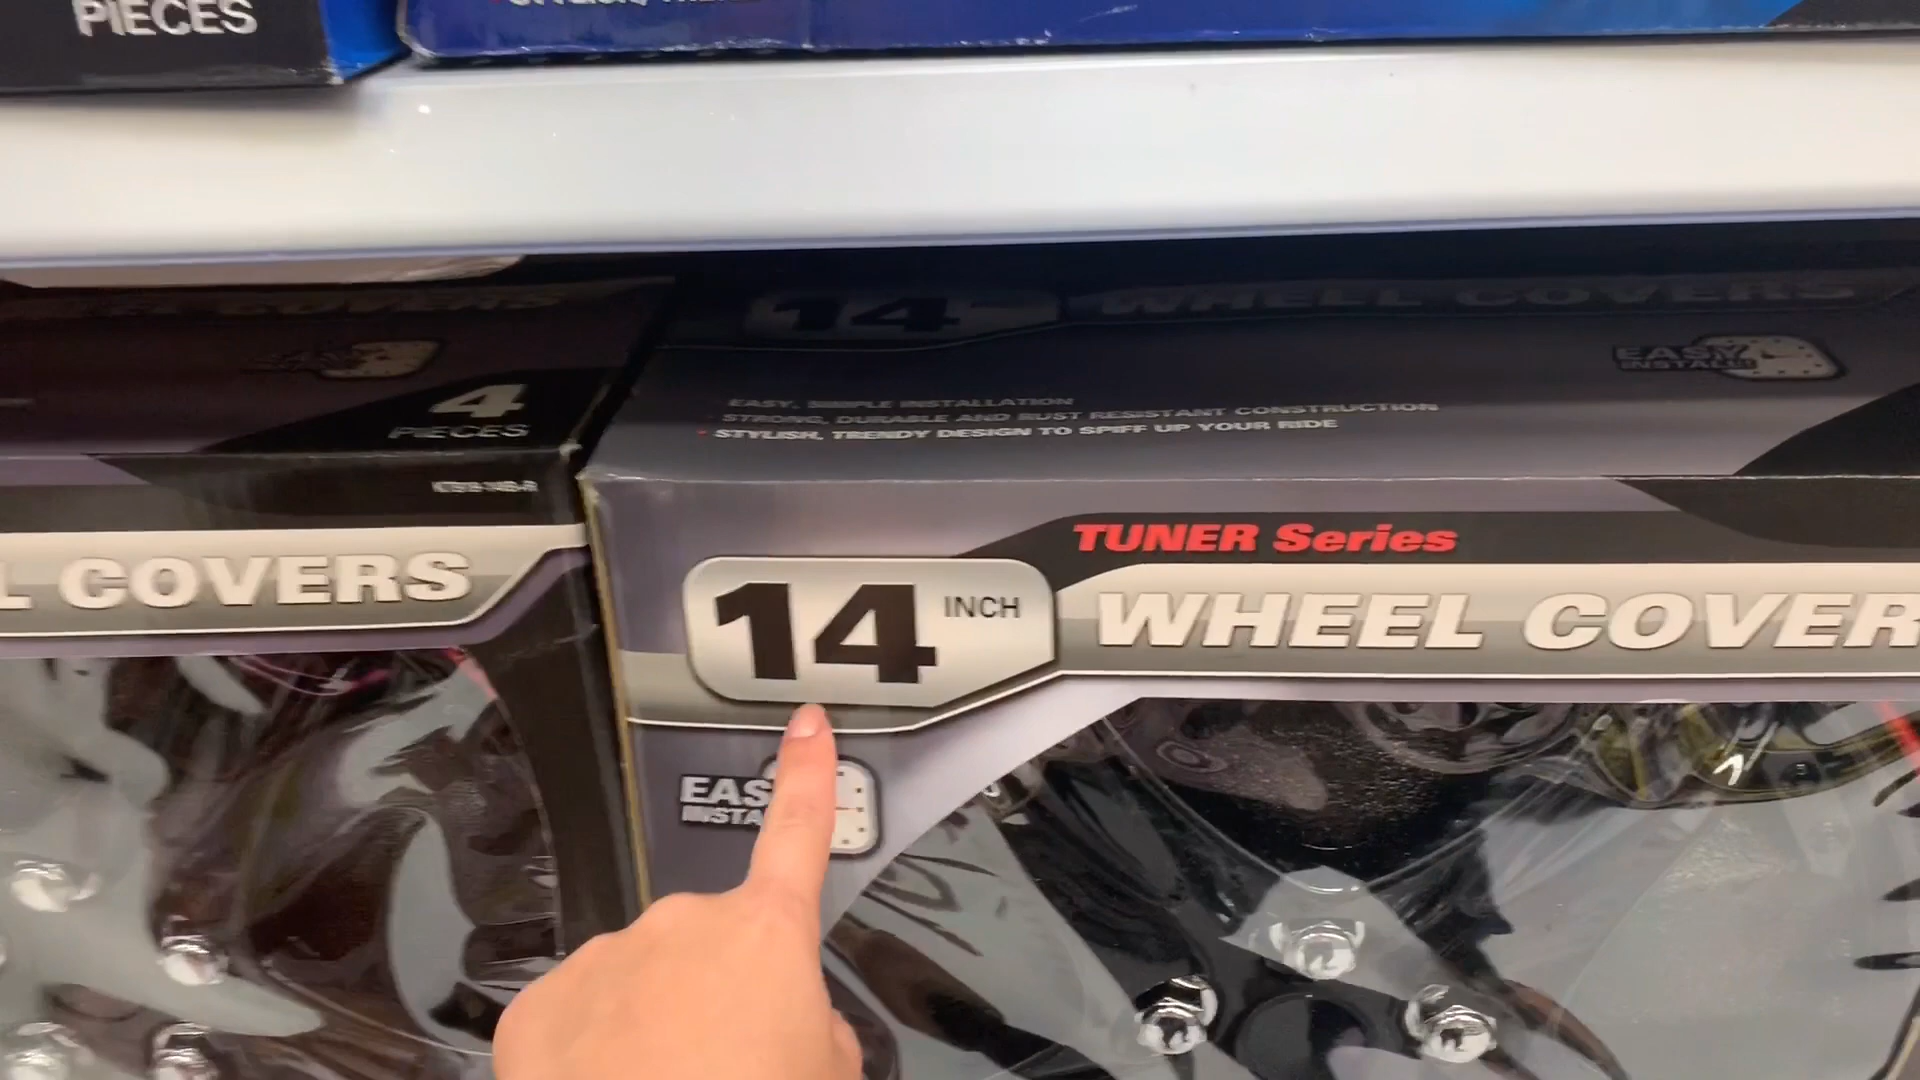 PIECES
14 WHEEL COVERS
EASY
INSTALL!
4
PIECES
EASY, SIMPLE INSTALLATION
STRONG, DURABLE AND RUST RESISTANT CONSTRUCTION
STYLISH, TRENDY DESIGN TO SPIFF UP YOUR RIDE
TUNER Series
L COVERS
14 INCH
WHEEL COVER
EAS
INSTA